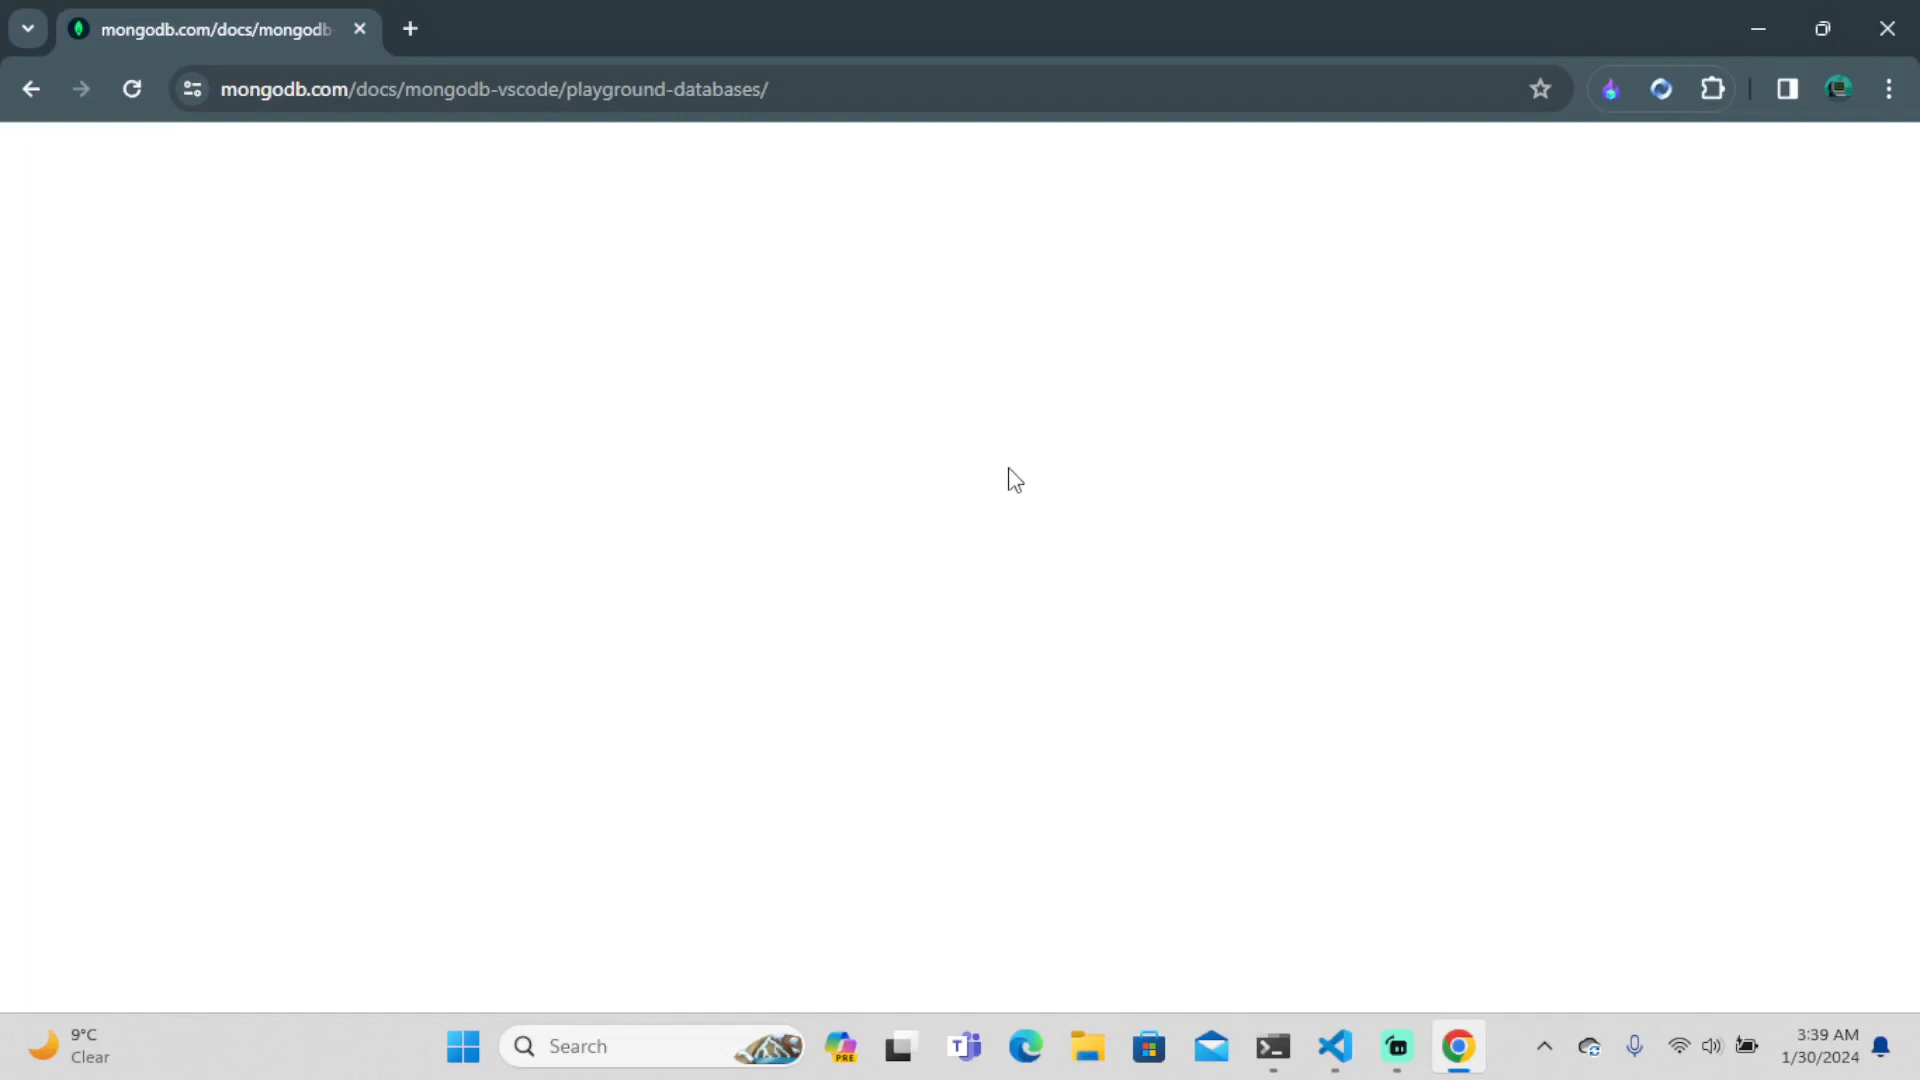 mongodb.com/docs/mongodb-
mongodb.com/docs/mongodb-vscode/playground-databases/
9°C
Clear
Search
PRE
T
3:39 AM
1/30/2024